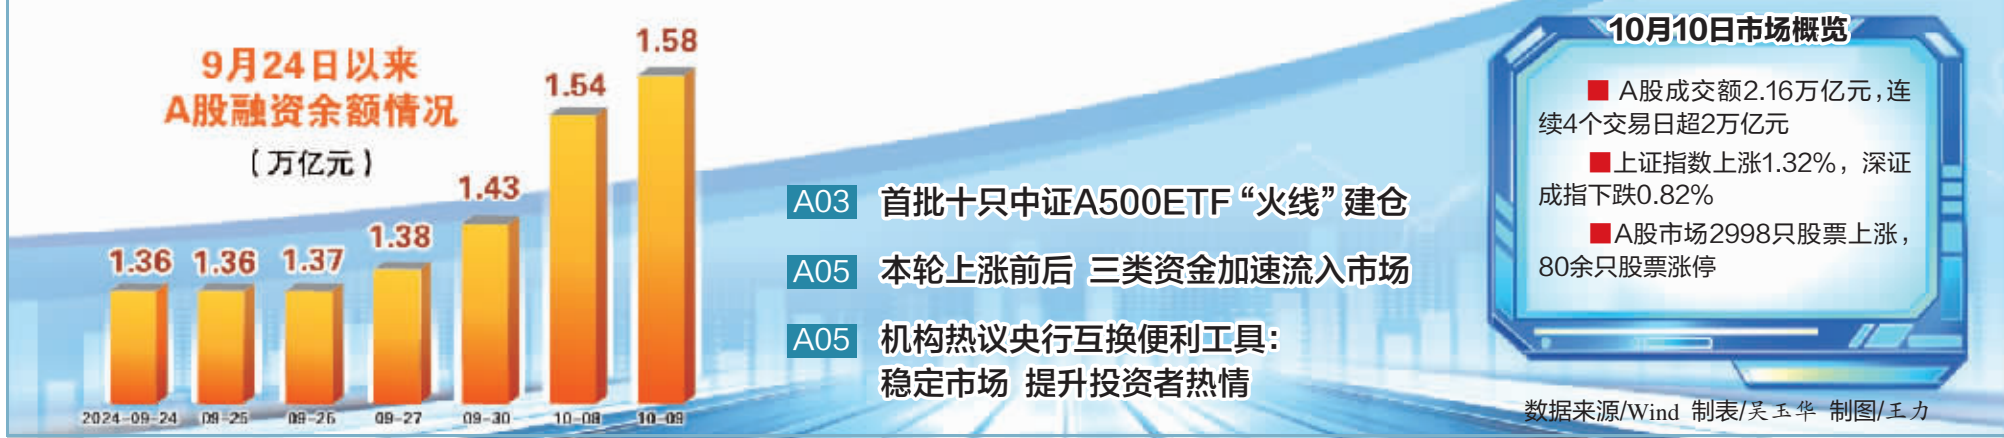 9月24日以来
A股融资余额情况
（万亿元）
1.36
1.36
1.37
1.38
1.43
1.54
1.58
2024-09-24
09-25
09-26
09-27
09-30
10-08
10-09
A03 首批十只中证A500ETF“火线”建仓
A05 本轮上涨前后 三类资金加速流入市场
A05 机构热议央行互换便利工具：
稳定市场 提升投资者热情
10月10日市场概览
■ A股成交额2.16万亿元，连
续4个交易日超2万亿元
■上证指数上涨1.32%，深证
成指下跌0.82%
■A股市场2998只股票上涨，
80余只股票涨停
数据来源/Wind 制表/吴玉华 制图/王力